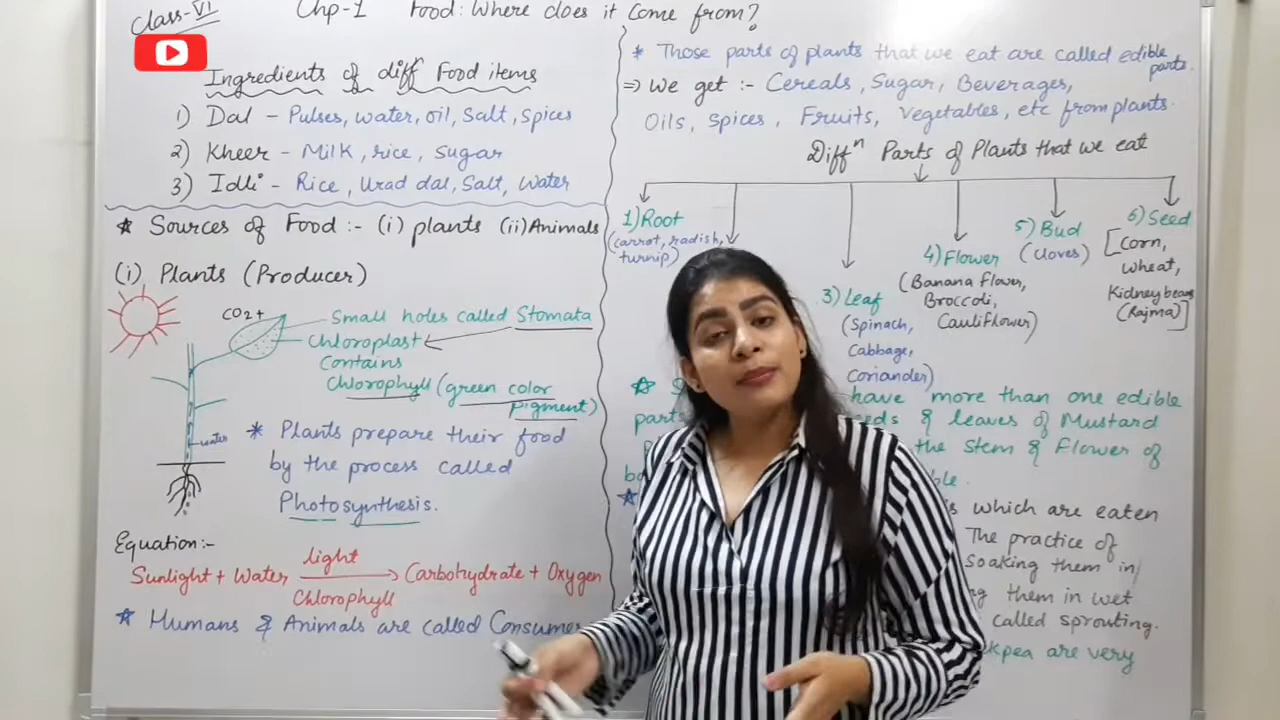 Class-VI
Chp-1 Food: Where does it Come from?
Ingredients of diff Food items
1) Dal - Pulses, water, oil, Salt, Spices
2) Kheer - Milk, rice, sugar
3) Idli - Rice, Urad dal, Salt, Water
* Sources of Food :- (i) plants (ii) Animals
(i) Plants (Producer)
CO2+
Small holes called Stomata
chloroplast
Contains
Chlorophyll (green color
pigment)
water
* Plants prepare their food
by the process called
Photosynthesis.
Equation:-
light
Sunlight + Water → Carbohydrate + Oxygen
Chlorophyll
* Humans & Animals are called
* Those parts of plants that we eat are called edible
parts.
⇒ We get :- Cereals, Sugar, Beverages,
Oils, Spices, Fruits, Vegetables, etc from plants.
Diffⁿ Parts of Plants that we eat
1) Root
(carrot, radish,
turnip)
3) Leaf
(Spinach,
Cabbage,
Coriander)
4) Flower
(Banana Flower,
Broccoli,
Cauliflower)
5) Bud
(cloves)
6) Seed
[Corn,
wheat,
Kidney beans
(Rajma)]
have more than one edible
& leaves of Mustard
the Stem & Flower of
which are eaten
The practice of
Soaking them in
them in wet
called sprouting.
are very